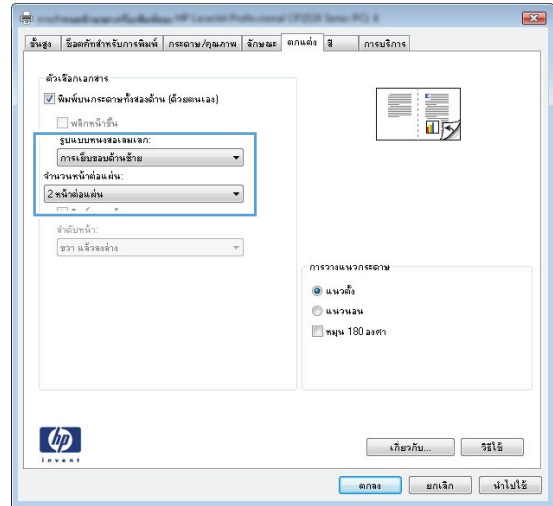 HP LaserJet Professional CP1520 Series PCL 6
ขั้นสูง ช็อตคัทสำหรับการพิมพ์ กระดาษ/คุณภาพ ลักษณะ ตกแต่ง สี การบริการ
ตัวเลือกเอกสาร
พิมพ์บนกระดาษทั้งสองด้าน (ด้วยตนเอง)
พลิกหน้าขึ้น
รูปแบบหนังสือเล่มเล็ก:
การเย็บขอบด้านซ้าย
จำนวนหน้าต่อแผ่น:
2 หน้าต่อแผ่น
ลำดับหน้า:
ขวา แล้วลงล่าง
การวางแนวกระดาษ
แนวตั้ง
แนวนอน
หมุน 180 องศา
hp
invent
เกี่ยวกับ... วิธีใช้
ตกลง ยกเลิก นำไปใช้